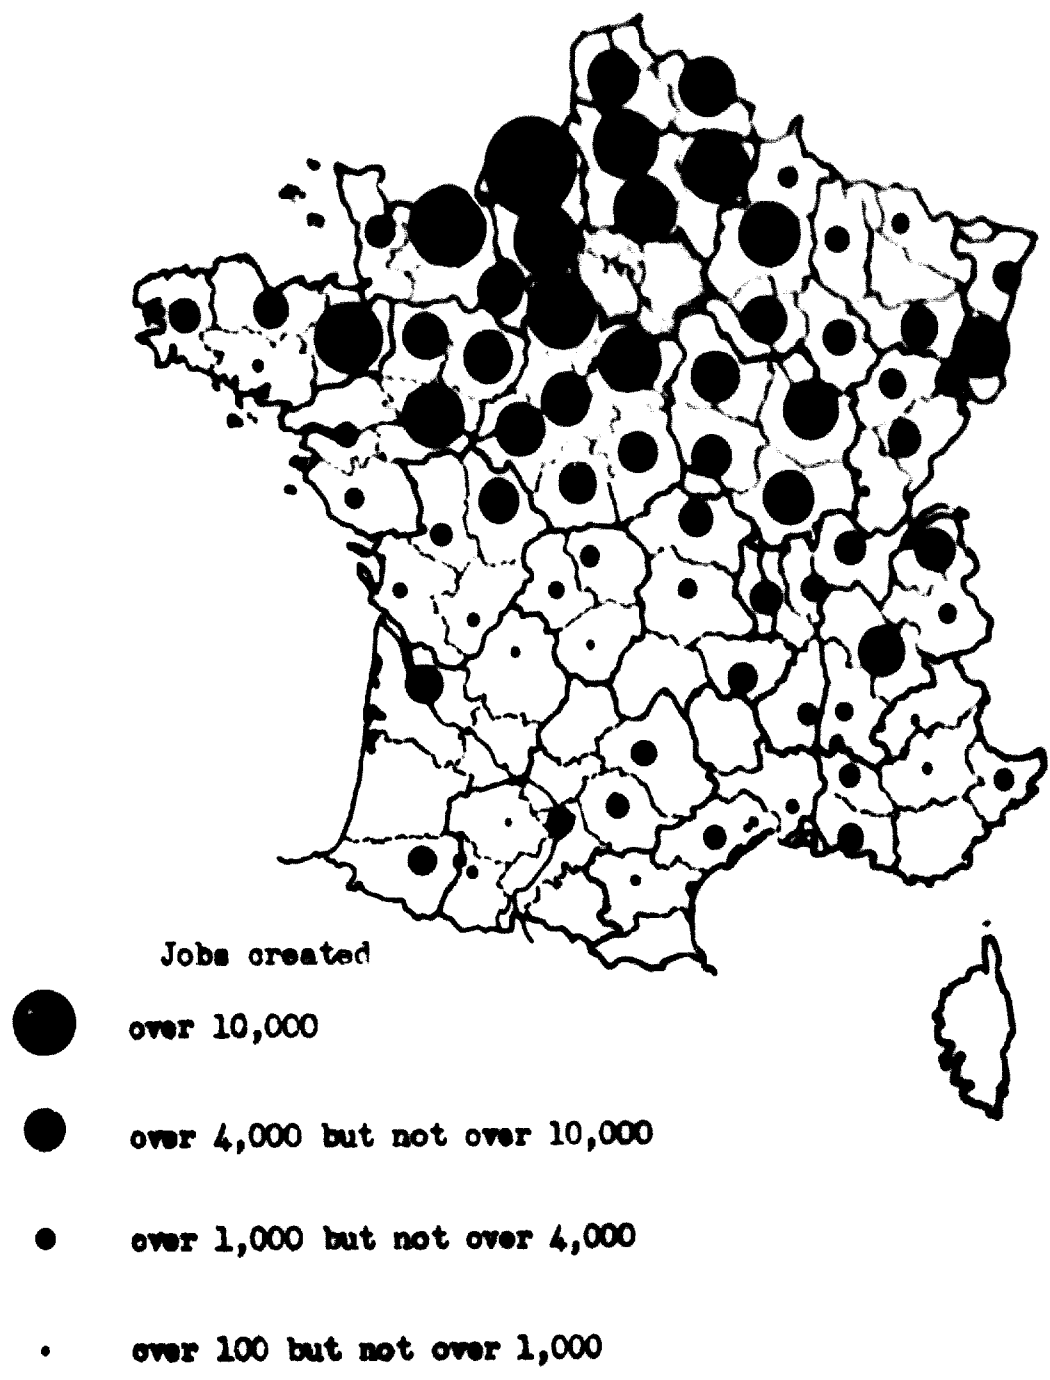 Jobs created
over 10,000
over 4,000 but not over 10,000
over 1,000 but not over 4,000
over 100 but not over 1,000